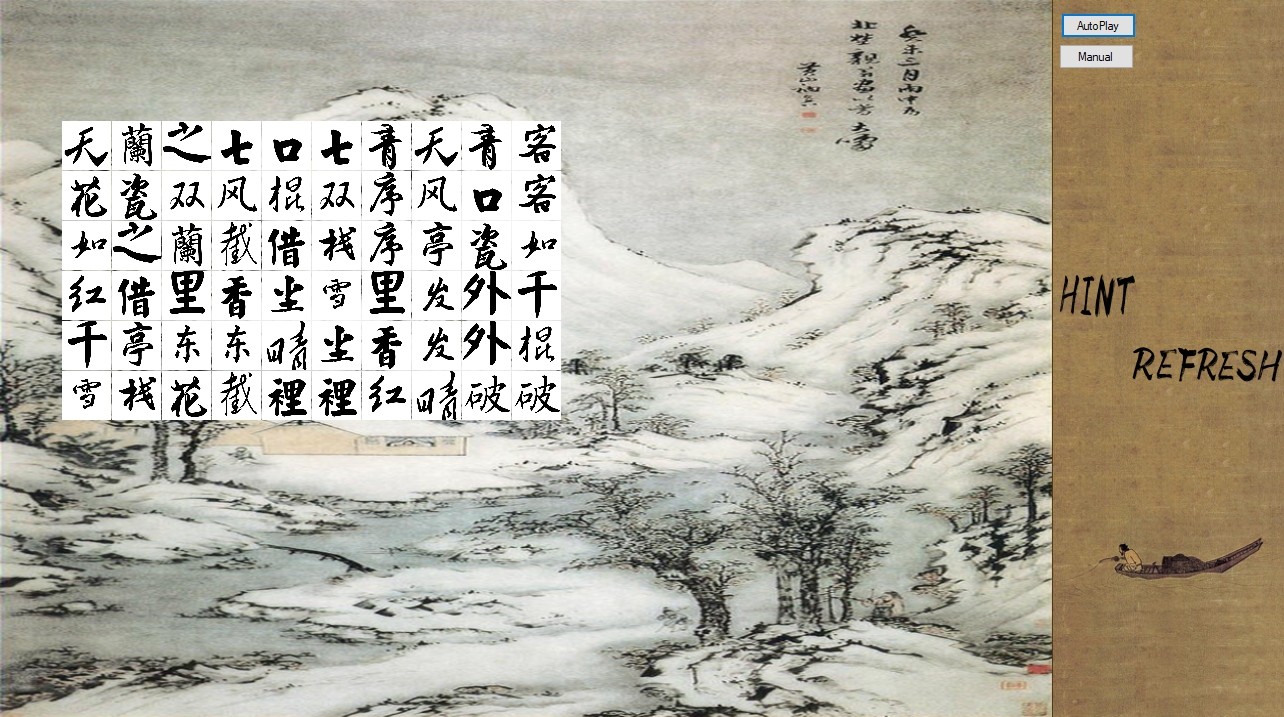 AutoPlay
Manual
天蘭之七口七青天青客
花瓷双风棍双序风口客
如之蘭截借栈序亭瓷如
红借里香尘雪里发外干
干亭东东晴尘香发外棍
雪栈花截裡裡红晴破破
HINT
REFRESH